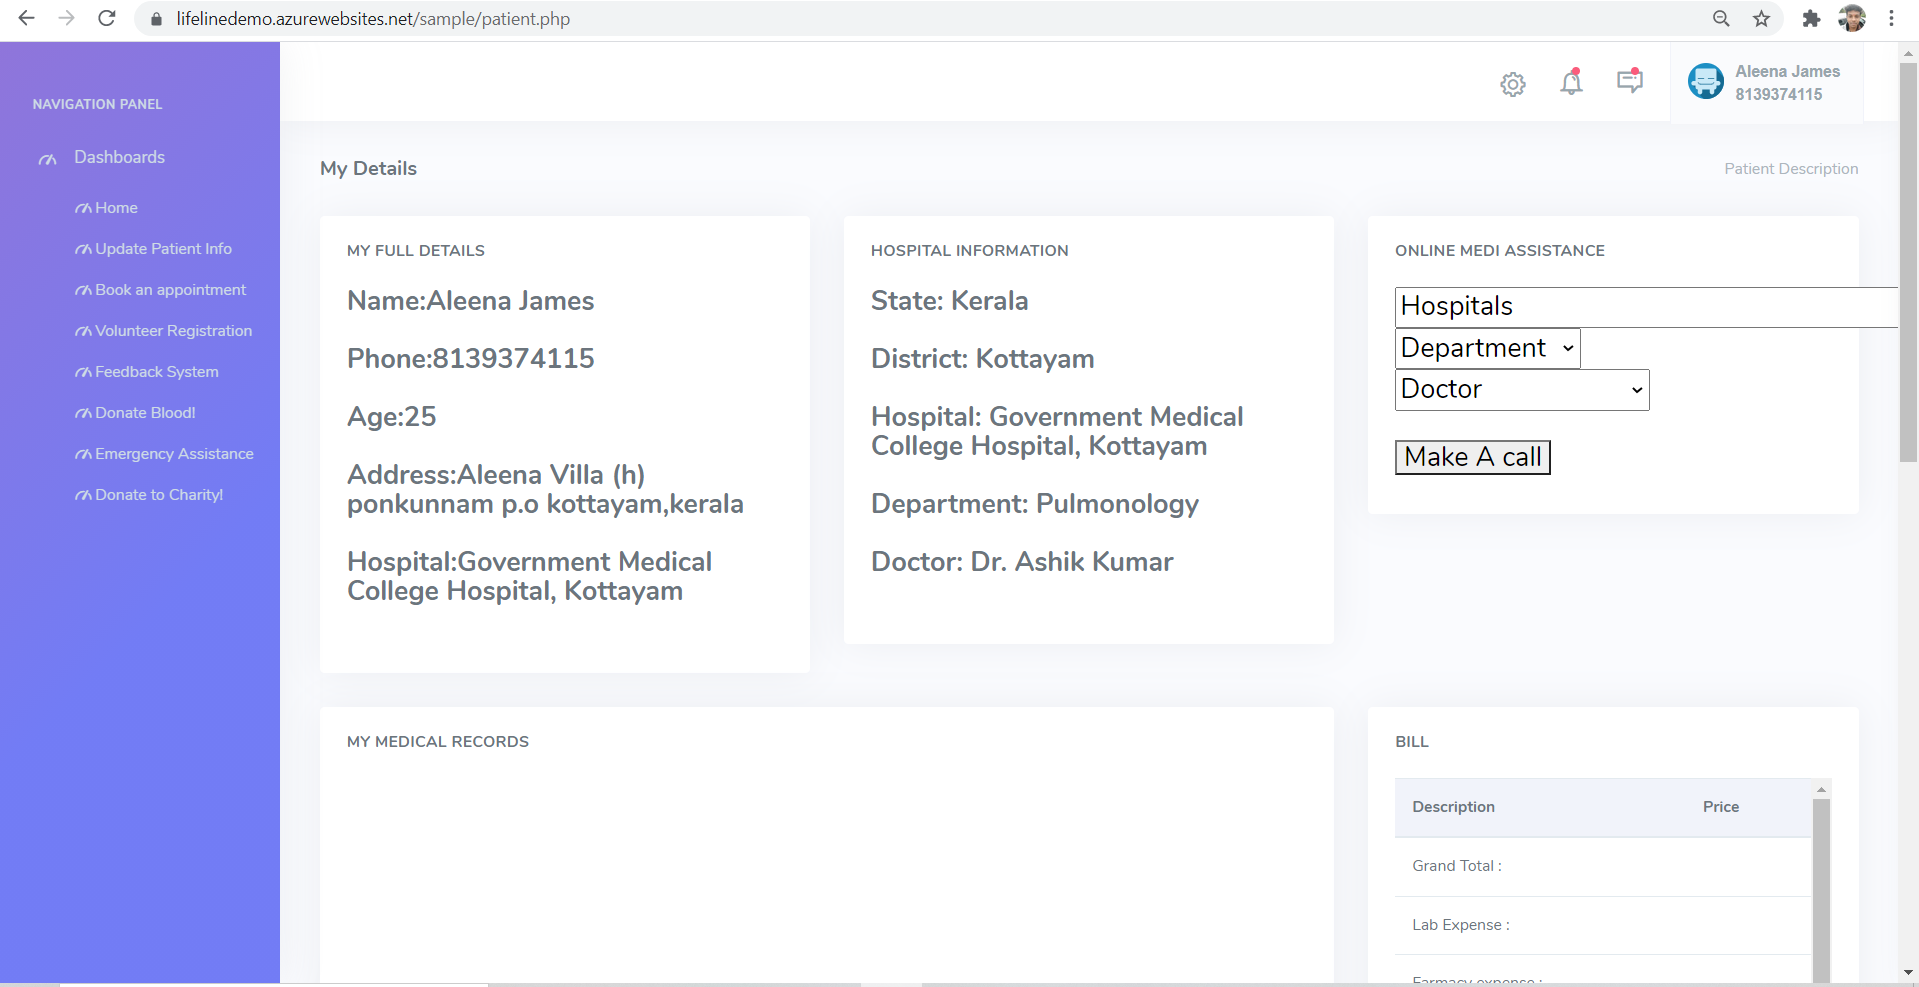 lifelinedemo.azurewebsites.net/sample/patient.php
NAVIGATION PANEL
Dashboards
Home
Update Patient Info
Book an appointment
Volunteer Registration
Feedback System
Donate Blood!
Emergency Assistance
Donate to Charity!
Aleena James
8139374115
My Details
Patient Description
MY FULL DETAILS
Name:Aleena James
Phone:8139374115
Age:25
Address:Aleena Villa (h)
ponkunnam p.o kottayam,kerala
Hospital:Government Medical
College Hospital, Kottayam
HOSPITAL INFORMATION
State: Kerala
District: Kottayam
Hospital: Government Medical
College Hospital, Kottayam
Department: Pulmonology
Doctor: Dr. Ashik Kumar
ONLINE MEDI ASSISTANCE
Hospitals
Department
Doctor
Make A call
MY MEDICAL RECORDS
BILL
Description Price
Grand Total :
Lab Expense :
Farmacy expense :